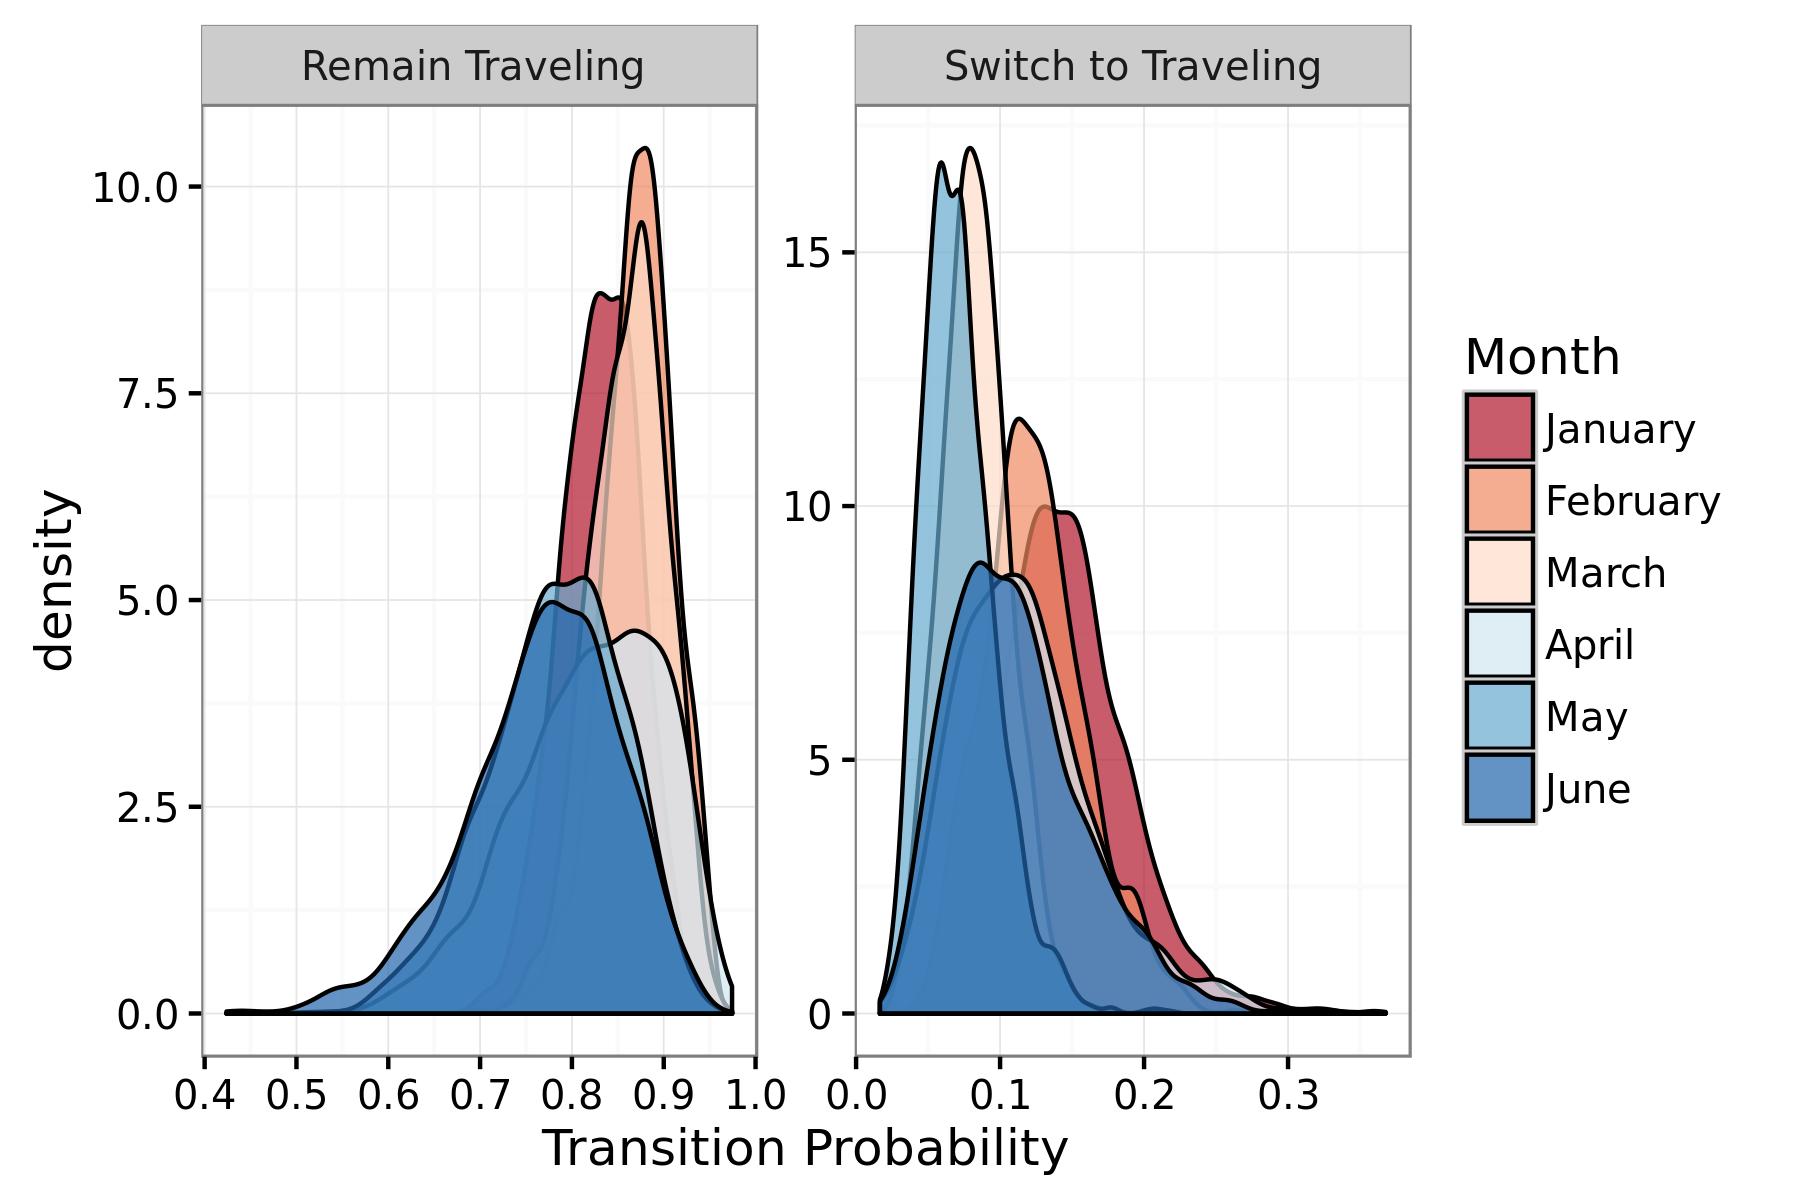 Remain Traveling
Switch to Traveling
10.0
7.5
5.0
2.5
0.0
15
10
5
0
density
0.4 0.5 0.6 0.7 0.8 0.9 1.0
0.0 0.1 0.2 0.3
Transition Probability
Month
January
February
March
April
May
June